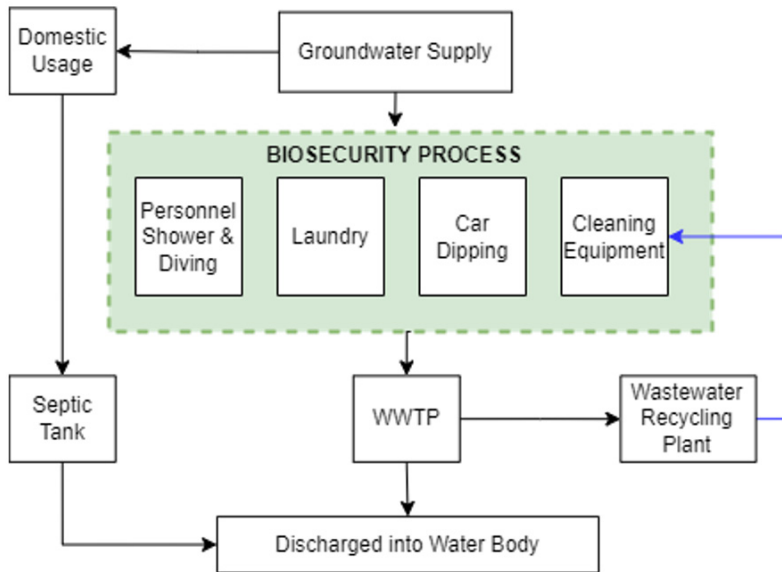 Domestic
Usage
Groundwater Supply
BIOSECURITY PROCESS
Personnel
Shower &
Diving
Laundry
Car
Dipping
Cleaning
Equipment
Septic
Tank
WWTP
Wastewater
Recycling
Plant
Discharged into Water Body